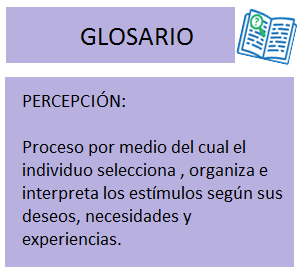 GLOSARIO
PERCEPCIÓN:
Proceso por medio del cual el
individuo selecciona , organiza e
interpreta los estímulos según sus
deseos, necesidades y
experiencias.